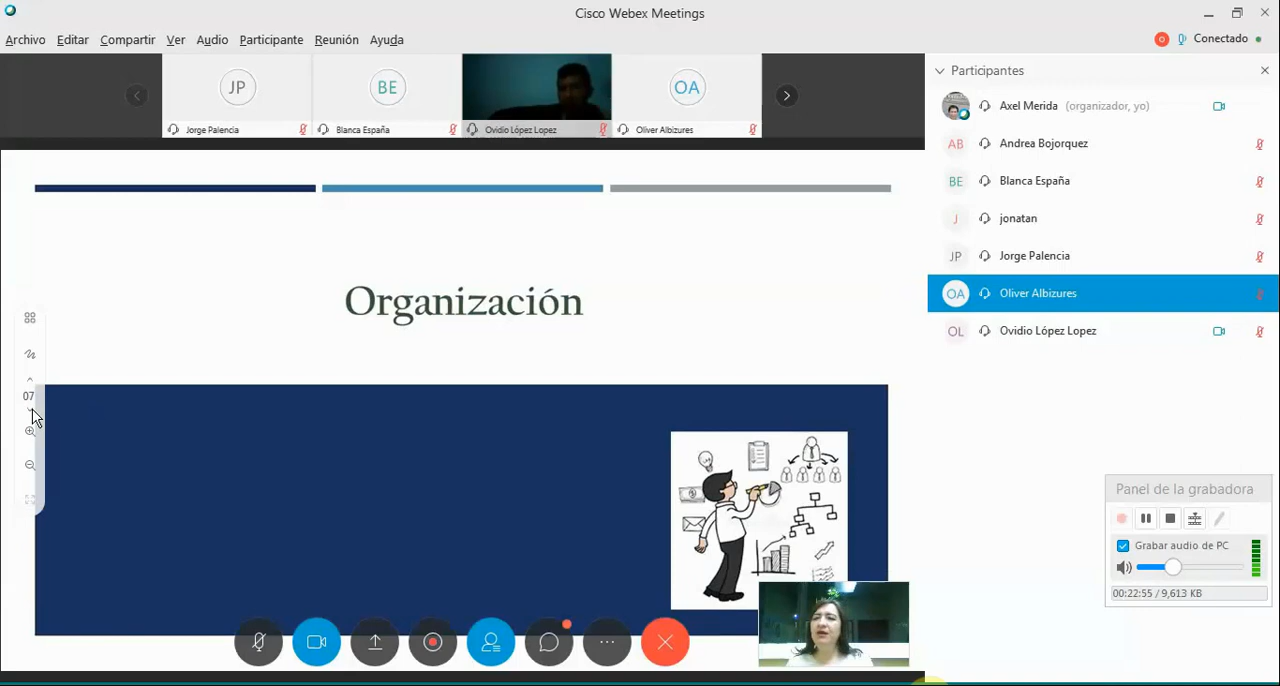 Cisco Webex Meetings
Archivo Editar Compartir Ver Audio Participante Reunión Ayuda
Conectado
JP
BE
OA
Jorge Palencia
Blanca España
Ovidio López Lopez
Oliver Albizures
Participantes
Axel Merida (organizador, yo)
AB Andrea Bojorquez
BE Blanca España
J jonatan
JP Jorge Palencia
OA Oliver Albizures
OL Ovidio López Lopez
Organización
07
Panel de la grabadora
Grabar audio de PC
00:22:55 / 9,613 KB